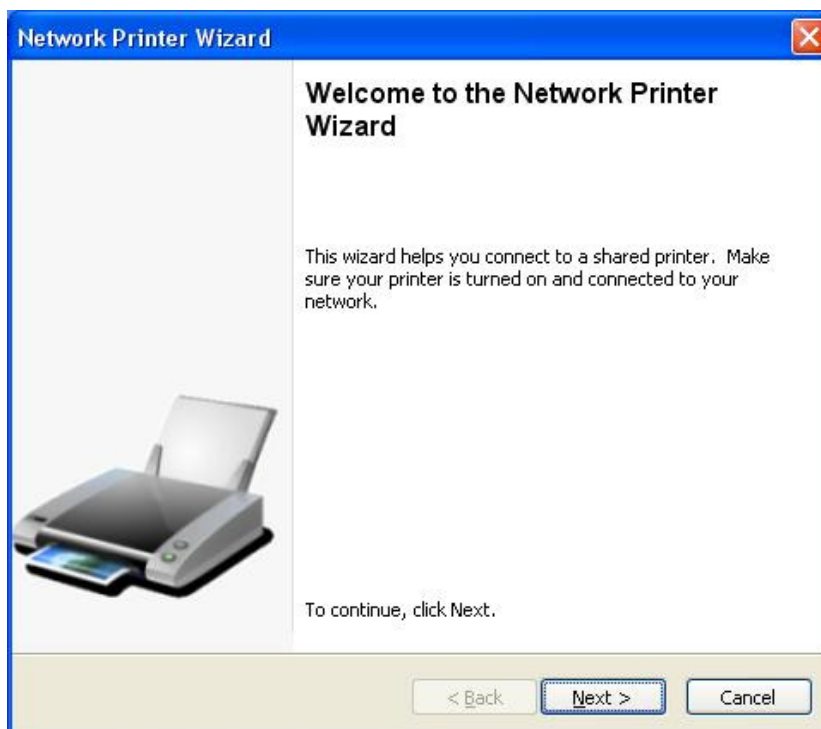 Network Printer Wizard
Welcome to the Network Printer
Wizard
This wizard helps you connect to a shared printer.  Make
sure your printer is turned on and connected to your
network.
To continue, click Next.
< Back
Next >
Cancel